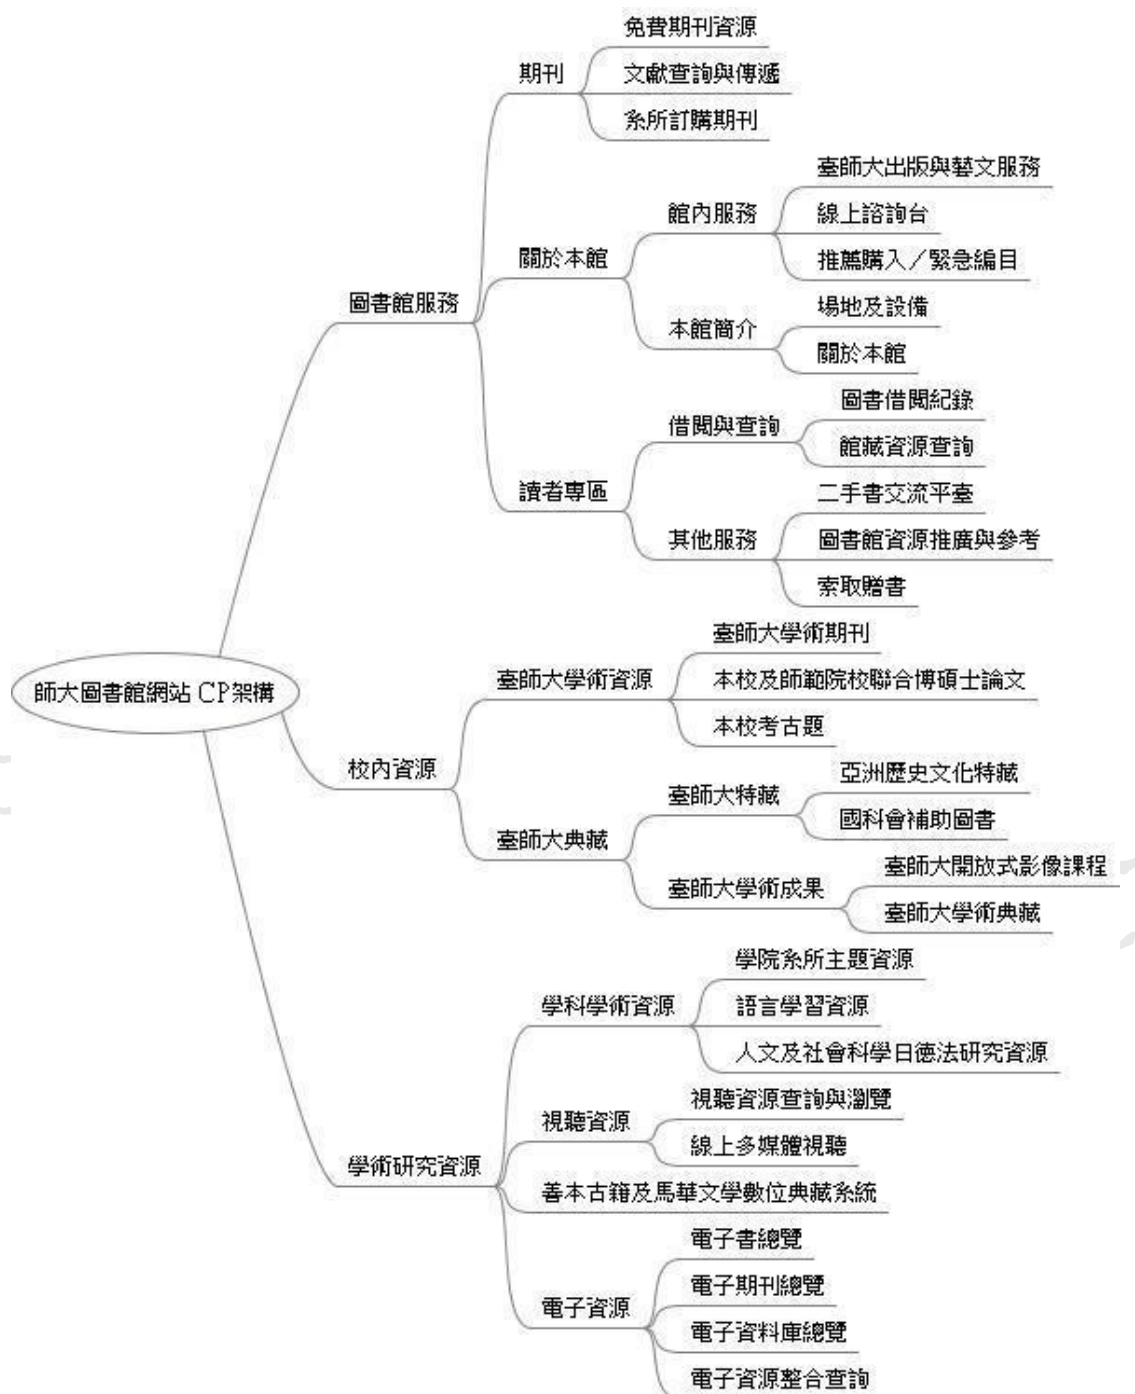 免費期刊資源
期刊
文獻查詢與傳遞
系所訂購期刊
臺師大出版與藝文服務
館內服務
線上諮詢台
關於本館
推薦購入／緊急編目
場地及設備
圖書館服務
本館簡介
關於本館
圖書借閱紀錄
借閱與查詢
館藏資源查詢
讀者專區
二手書交流平臺
其他服務
圖書館資源推廣與參考
索取贈書
臺師大學術期刊
師大圖書館網站 CP架構
臺師大學術資源
本校及師範院校聯合博碩士論文
本校考古題
校內資源
亞洲歷史文化特藏
臺師大特藏
國科會補助圖書
臺師大典藏
臺師大開放式影像課程
臺師大學術成果
臺師大學術典藏
學院系所主題資源
學科學術資源
語言學習資源
人文及社會科學日德法研究資源
視聽資源查詢與瀏覽
視聽資源
線上多媒體視聽
學術研究資源
善本古籍及馬華文學數位典藏系統
電子書總覽
電子期刊總覽
電子資源
電子資料庫總覽
電子資源整合查詢